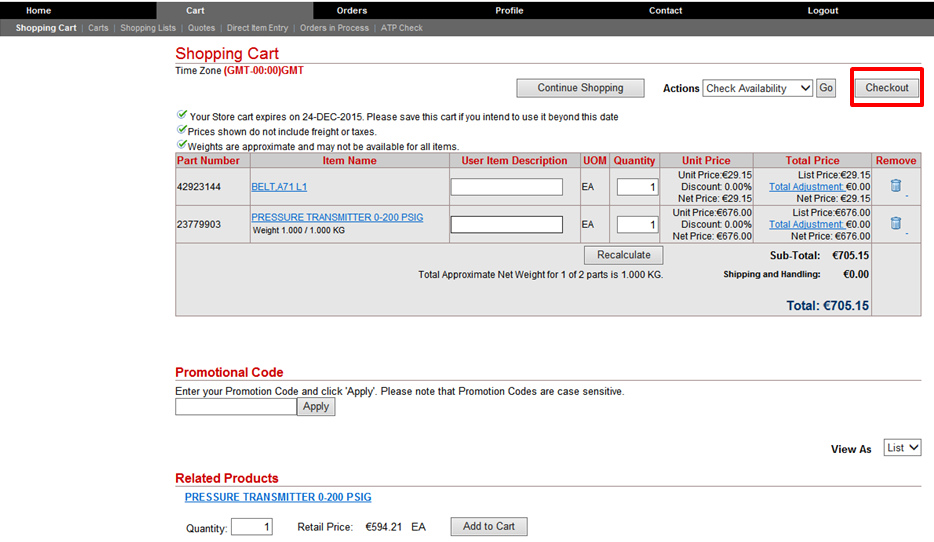 Home Cart Orders Profile Contact Logout
Shopping Cart | Carts | Shopping Lists | Quotes | Direct Item Entry | Orders in Process | ATP Check
Shopping Cart
Time Zone (GMT-00:00)GMT
Continue Shopping Actions Check Availability Go Checkout
Your Store cart expires on 24-DEC-2015. Please save this cart if you intend to use it beyond this date
Prices shown do not include freight or taxes.
Weights are approximate and may not be available for all items.
Part Number Item Name User Item Description UOM Quantity Unit Price Total Price Remove
42923144 BELT,A71 L1 EA 1 Unit Price:€29.15 List Price:€29.15
Discount: 0.00% Total Adjustment: €0.00
Net Price: €29.15 Net Price: €29.15
23779903 PRESSURE TRANSMITTER 0-200 PSIG EA 1 Unit Price:€676.00 List Price:€676.00
Weight 1.000 / 1.000 KG Discount: 0.00% Total Adjustment: €0.00
Net Price: €676.00 Net Price: €676.00
Recalculate Sub-Total: €705.15
Total Approximate Net Weight for 1 of 2 parts is 1.000 KG. Shipping and Handling: €0.00
Total: €705.15
Promotional Code
Enter your Promotion Code and click 'Apply'. Please note that Promotion Codes are case sensitive.
Apply
View As List
Related Products
PRESSURE TRANSMITTER 0-200 PSIG
Quantity: 1 Retail Price: €594.21 EA Add to Cart